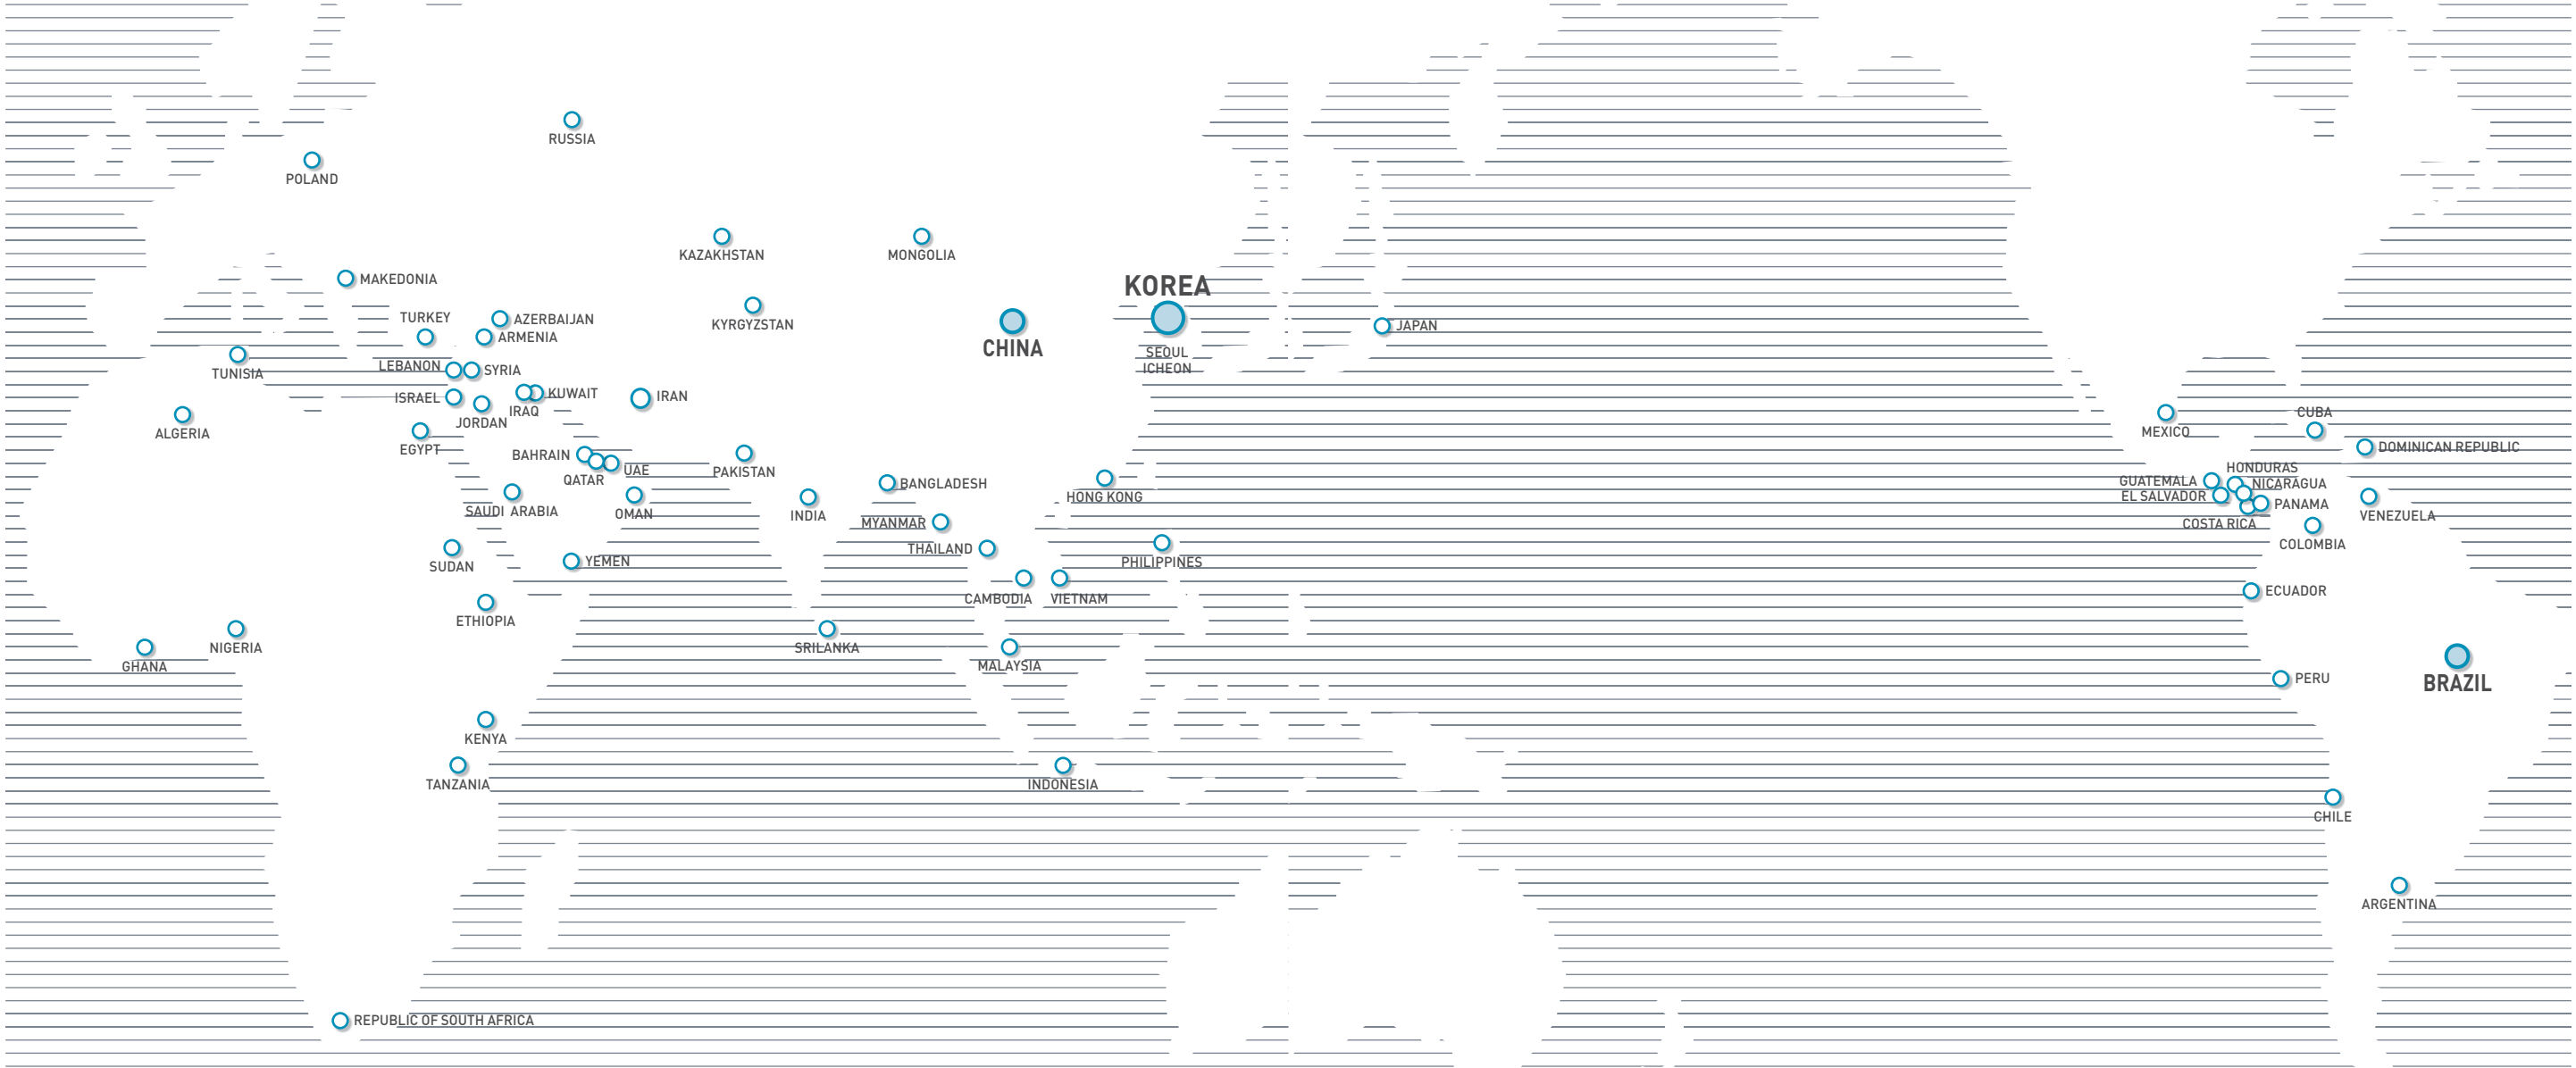 RUSSIA
POLAND
KAZAKHSTAN
MONGOLIA
MAKEDONIA
KOREA
SEOUL
ICHEON
CHINA
JAPAN
KYRGYZSTAN
TURKEY
AZERBAIJAN
ARMENIA
LEBANON
SYRIA
TUNISIA
ISRAEL
JORDAN
IRAQ
KUWAIT
IRAN
ALGERIA
EGYPT
BAHRAIN
QATAR
UAE
PAKISTAN
SAUDI ARABIA
OMAN
INDIA
BANGLADESH
MYANMAR
HONG KONG
THAILAND
PHILIPPINES
SUDAN
YEMEN
CAMBODIA
VIETNAM
ETHIOPIA
GHANA
NIGERIA
SRILANKA
MALAYSIA
KENYA
TANZANIA
INDONESIA
REPUBLIC OF SOUTH AFRICA
MEXICO
CUBA
DOMINICAN REPUBLIC
HONDURAS
GUATEMALA
NICARAGUA
EL SALVADOR
PANAMA
COSTA RICA
VENEZUELA
COLOMBIA
ECUADOR
PERU
BRAZIL
CHILE
ARGENTINA